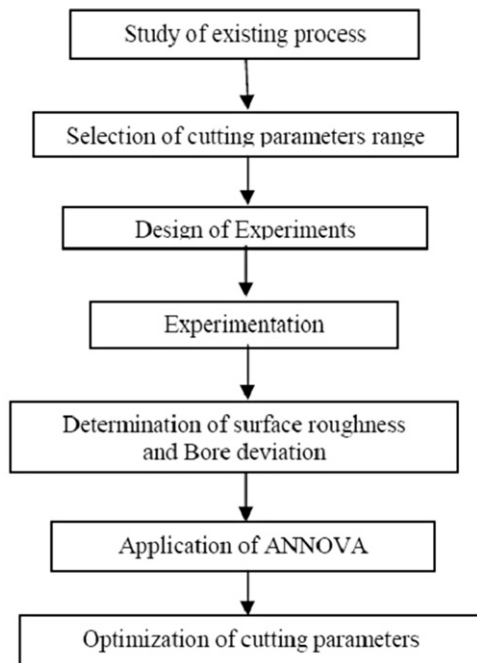 Study of existing process
Selection of cutting parameters range
Design of Experiments
Experimentation
Determination of surface roughness
and Bore deviation
Application of ANNOVA
Optimization of cutting parameters